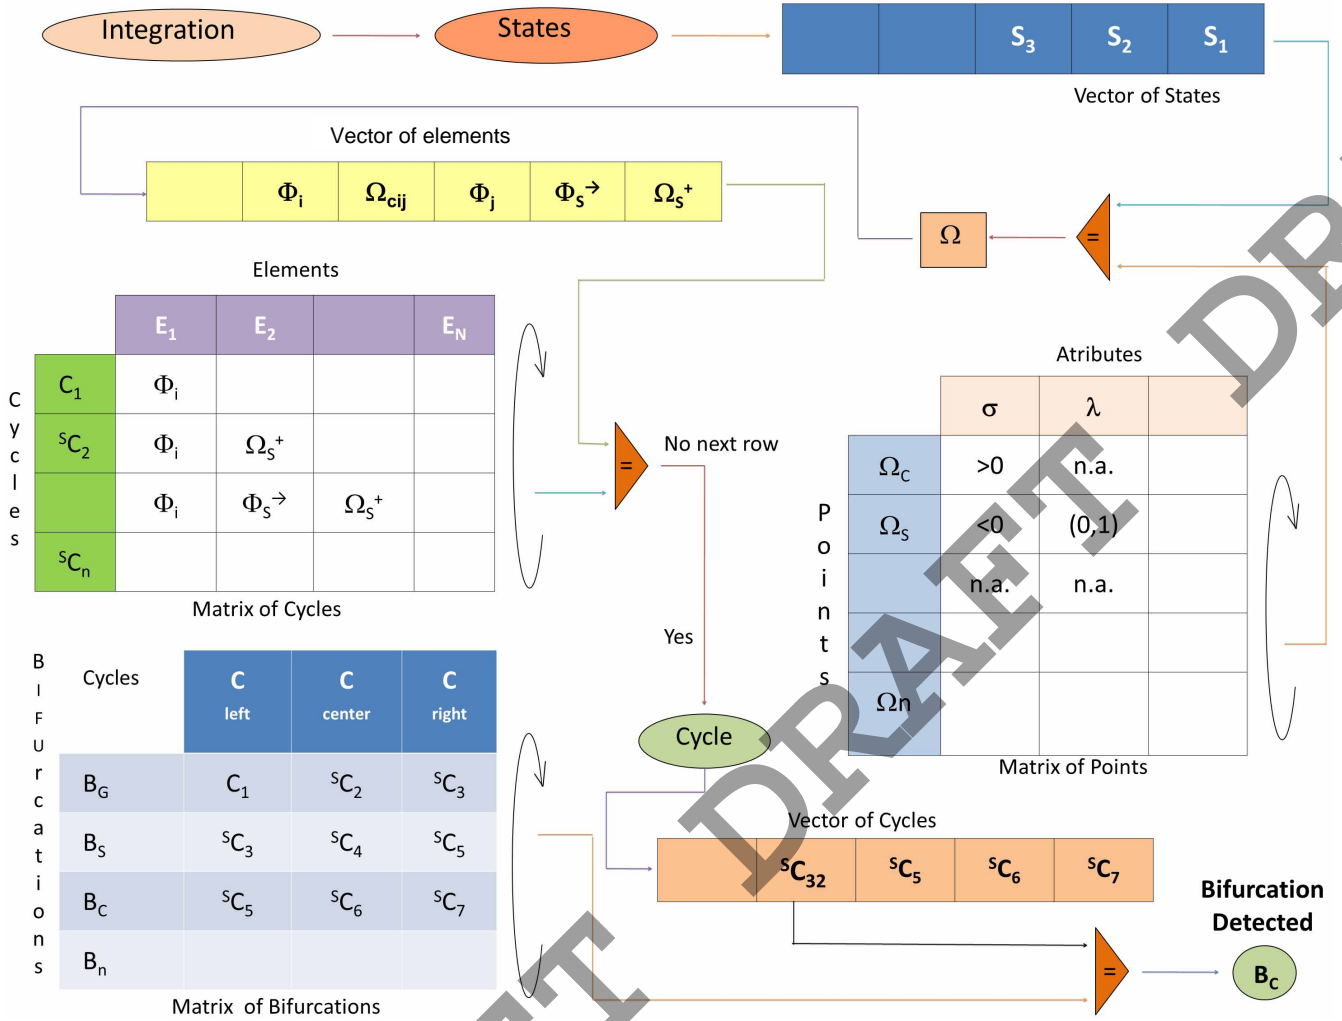 Integration
States
S3 S2 S1
Vector of States
Vector of elements
Φi Ωcij Φj ΦS→ ΩS+
Ω
=
Elements
E1 E2 EN
Cycles
C1 Φi
SC2 Φi ΩS+
Φi ΦS→ ΩS+
SCn
Matrix of Cycles
=
No next row
Yes
Atributes
σ λ
Points
ΩC >0 n.a.
ΩS <0 (0,1)
n.a. n.a.
Ωn
Matrix of Points
BIFUrcations
Cycles C left C center C right
BG C1 SC2 SC3
BS SC3 SC4 SC5
BC SC5 SC6 SC7
Bn
Matrix of Bifurcations
Cycle
Vector of Cycles
SC32 SC5 SC6 SC7
=
Bifurcation
Detected
BC
DRAFT